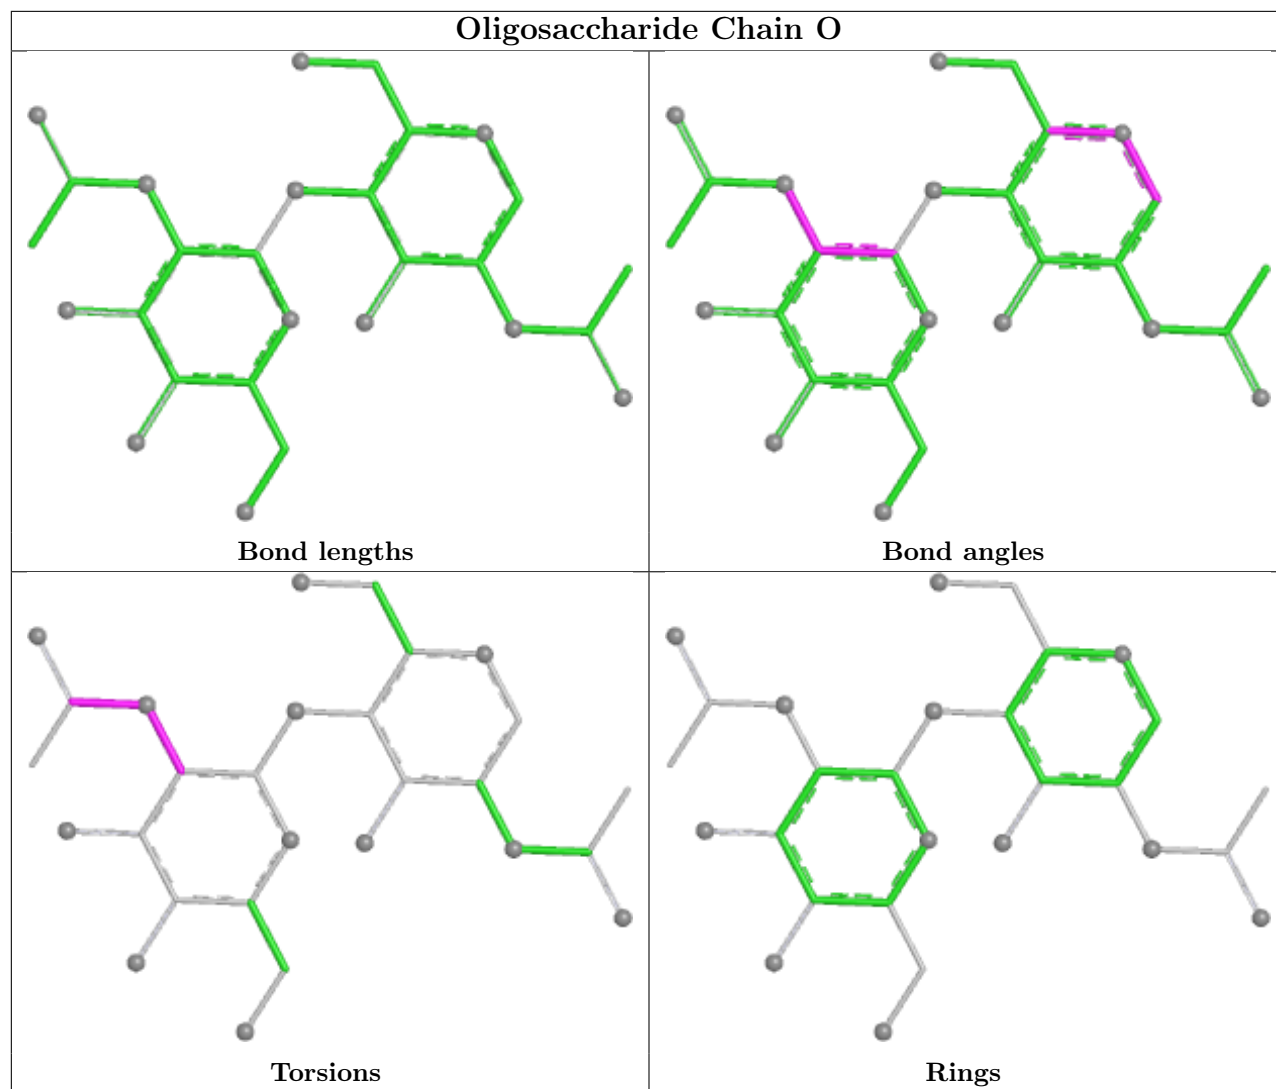 Oligosaccharide Chain O
Bond lengths
Bond angles
Torsions
Rings